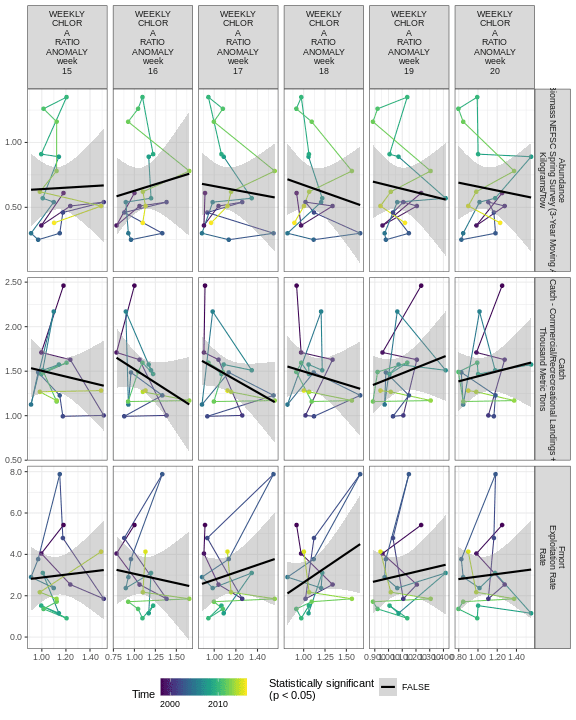 WEEKLY WEEKLY WEEKLY WEEKLY WEEKLY WEEKLY
CHLOR CHLOR CHLOR CHLOR CHLOR CHLOR
A A A A A A
RATIO RATIO RATIO RATIO RATIO RATIO
ANOMALY ANOMALY ANOMALY ANOMALY ANOMALY ANOMALY
week week week week week week
15 16 17 18 19 20
1.00
0.50
Abundance
NEFSC Spring Survey (3-Year Moving
Kilograms/Tow
2.50
2.00
1.50
1.00
0.50
Catch
Catch - Commercial/Recreational Landings +
Thousand Metric Tons
8.0
6.0
4.0
2.0
0.0
Fmort
Exploitation Rate
Rate
1.00 1.20 1.40 0.75 1.00 1.25 1.50 1.00 1.20 1.40 1.00 1.20 1.40 1.60 0.80 1.00 1.20 1.40
Time
2000 2010
Statistically significant
(p < 0.05)
FALSE